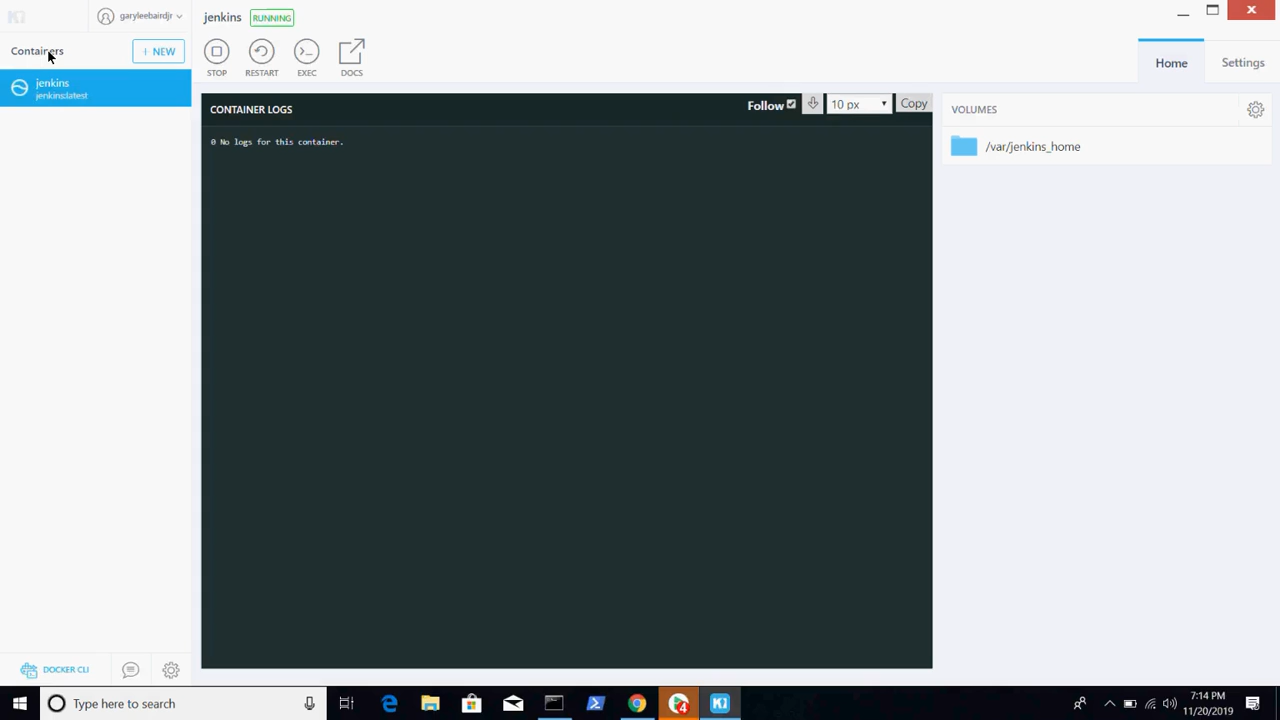 garyleebairdjr
jenkins RUNNING
Containers
+ NEW
STOP RESTART EXEC DOCS
Home Settings
jenkins
jenkins:latest
CONTAINER LOGS
Follow
10 px
Copy
VOLUMES
0 No logs for this container.
/var/jenkins_home
DOCKER CLI
Type here to search
4
7:14 PM
11/20/2019